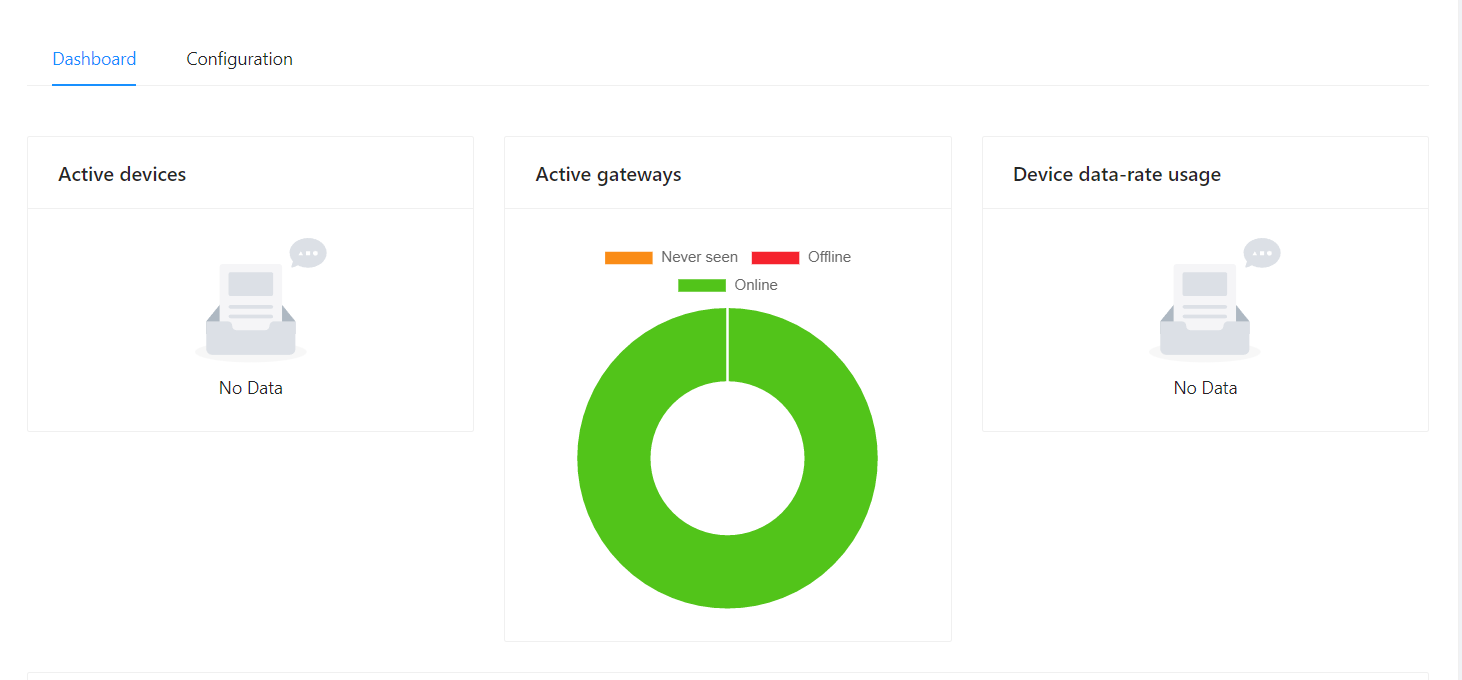 Dashboard Configuration
Active devices
No Data
Active gateways
Never seen Offline
Online
Device data-rate usage
No Data